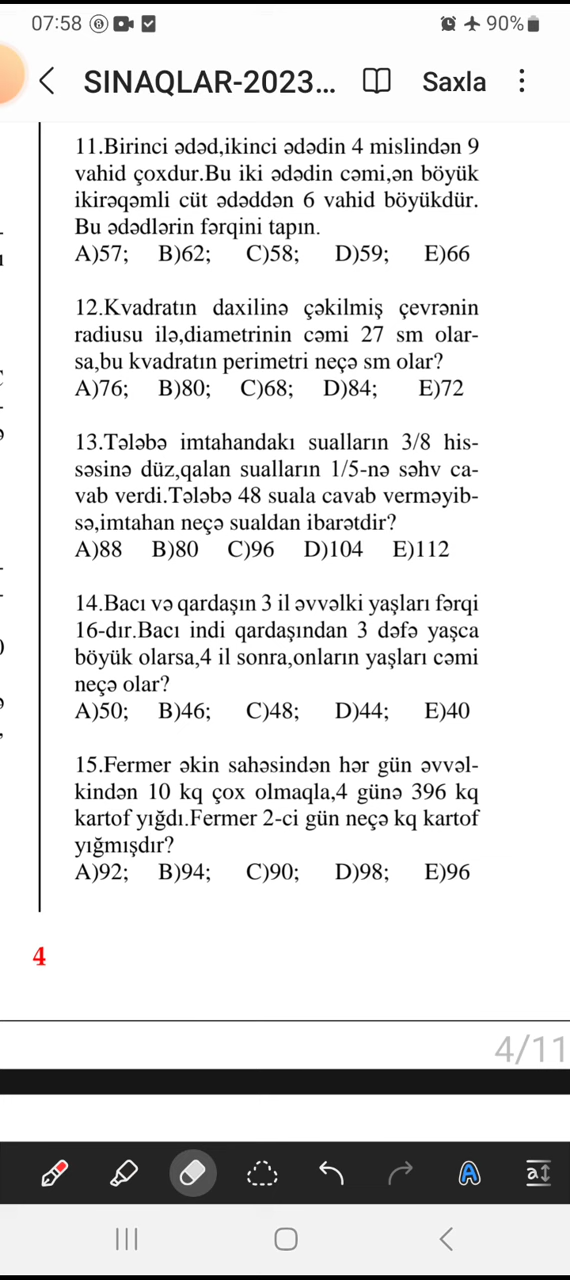 07:58
90%
SINAQLAR-2023... Saxla
11.Birinci ədəd,ikinci ədədin 4 mislindən 9
vahid çoxdur.Bu iki ədədin cəmi,ən böyük
ikirəqəmli cüt ədəddən 6 vahid böyükdür.
Bu ədədlərin fərqini tapın.
A)57; B)62; C)58; D)59; E)66
12.Kvadratın daxilinə çəkilmiş çevrənin
radiusu ilə,diametrinin cəmi 27 sm olar-
sa,bu kvadratın perimetri neçə sm olar?
A)76; B)80; C)68; D)84; E)72
13.Tələbə imtahandakı sualların 3/8 his-
səsinə düz,qalan sualların 1/5-nə səhv ca-
vab verdi.Tələbə 48 suala cavab verməyib-
sə,imtahan neçə sualdan ibarətdir?
A)88 B)80 C)96 D)104 E)112
14.Bacı və qardaşın 3 il əvvəlki yaşları fərqi
16-dır.Bacı indi qardaşından 3 dəfə yaşca
böyük olarsa,4 il sonra,onların yaşları cəmi
neçə olar?
A)50; B)46; C)48; D)44; E)40
15.Fermer əkin sahəsindən hər gün əvvəl-
kindən 10 kq çox olmaqla,4 günə 396 kq
kartof yığdı.Fermer 2-ci gün neçə kq kartof
yığmışdır?
A)92; B)94; C)90; D)98; E)96
4
4/11